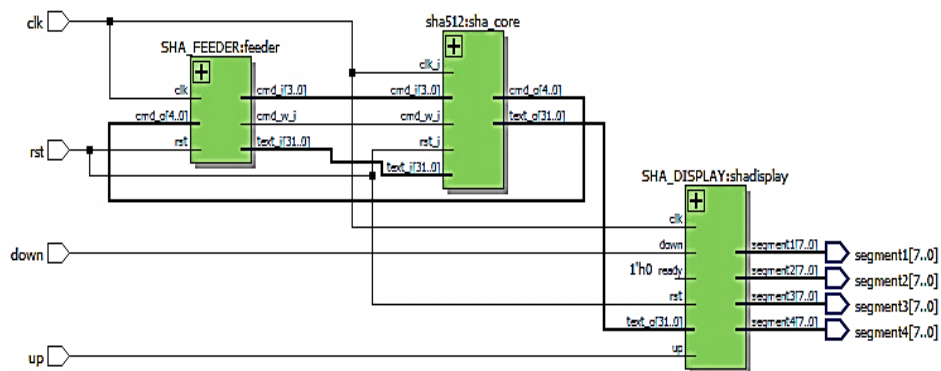 clk
sha512:sha_core
SHA_FEEDER:feeder
clk_i
clk
cmd_i[3..0]
cmd_i[3..0]
cmd_o[4..0]
cmd_o[4..0]
cmd_w_i
cmd_w_i
text_o[31..0]
rst
rst
text_i[31..0]
rst_i
text_i[31..0]
SHA_DISPLAY:shadisplay
clk
down
down
segment1[7..0]
segment1[7..0]
1'h0
ready
segment2[7..0]
segment2[7..0]
rst
segment3[7..0]
segment3[7..0]
text_o[31..0]
segment4[7..0]
segment4[7..0]
up
up